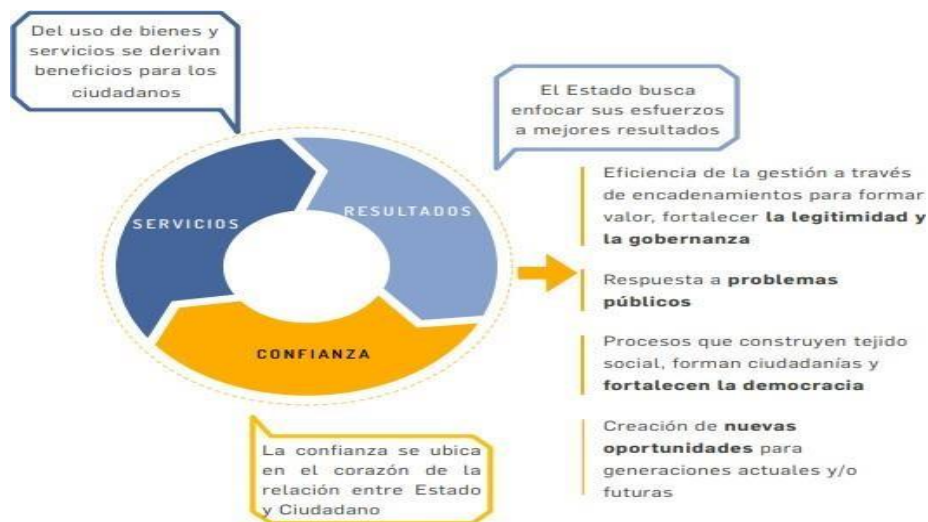 Del uso de bienes y
servicios se derivan
beneficios para los
ciudadanos
El Estado busca
enfocar sus esfuerzos
a mejores resultados
SERVICIOS
RESULTADOS
CONFIANZA
La confianza se ubica
en el corazón de la
relación entre Estado
y Ciudadano
Eficiencia de la gestión a través
de encadenamientos para formar
valor, fortalecer la legitimidad y
la gobernanza
Respuesta a problemas
públicos
Procesos que construyen tejido
social, forman ciudadanías y
fortalecen la democracia
Creación de nuevas
oportunidades para
generaciones actuales y/o
futuras